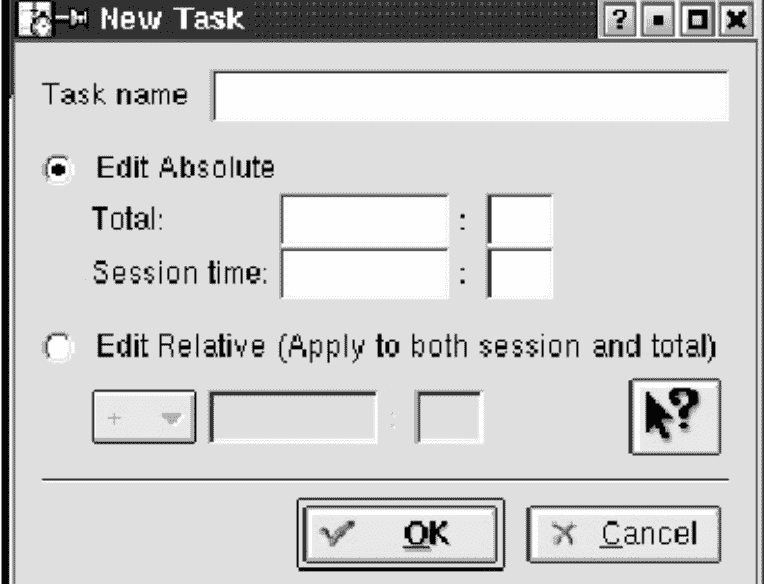 New Task ?
Task name
Edit Absolute
Total: :
Session time: :
Edit Relative (Apply to both session and total)
+ : ?
OK Cancel